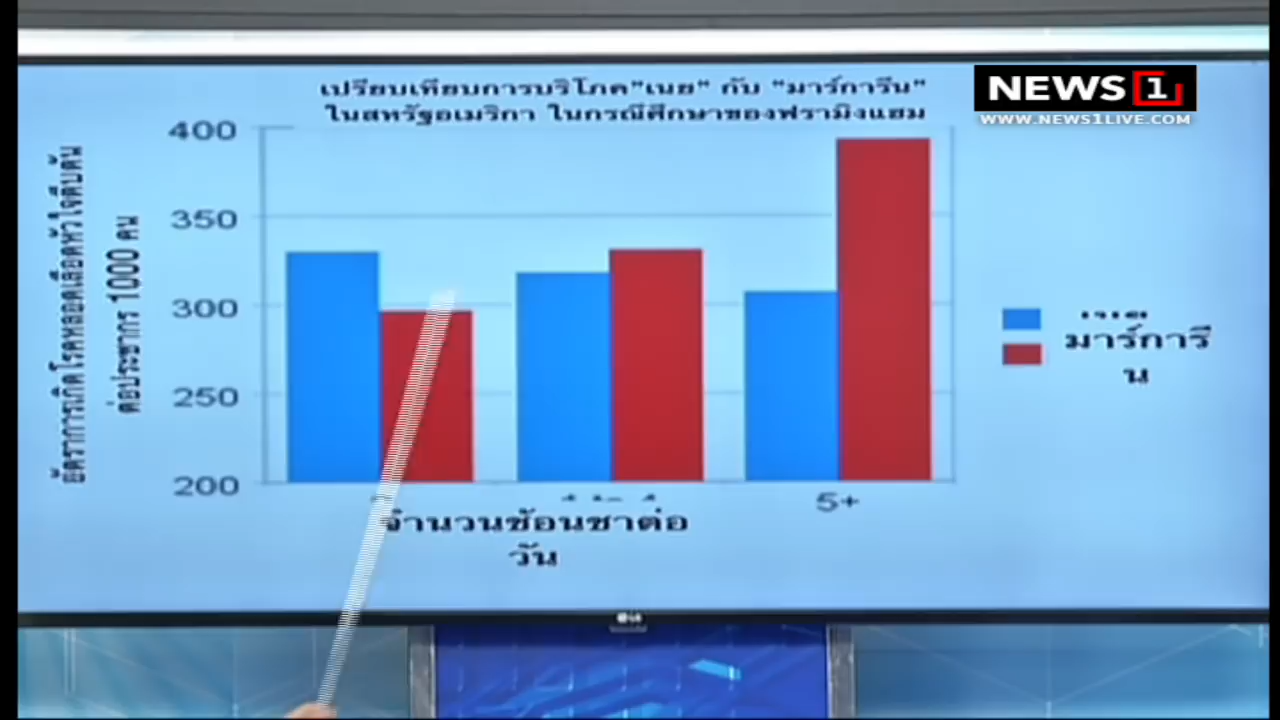 เปรียบเทียบการบริโภค"เนย" กับ "มาร์การีน"
ในสหรัฐอเมริกา ในกรณีศึกษาของฟรามิงแฮม
NEWS 1
WWW.NEWS1LIVE.COM
อัตราการเกิดโรคหลอดเลือดหัวใจตีบตัน
ต่อประชากร 1000 คน
400
350
300
250
200
5+
จำนวนช้อนชาต่อ
วัน
มาร์การี
น